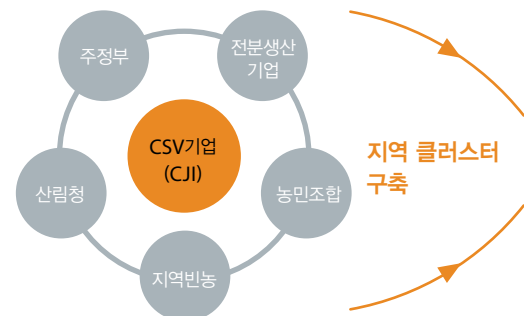 주정부
전분생산
기업
CSV기업
(CJI)
지역 클러스터
구축
산림청
농민조합
지역빈농